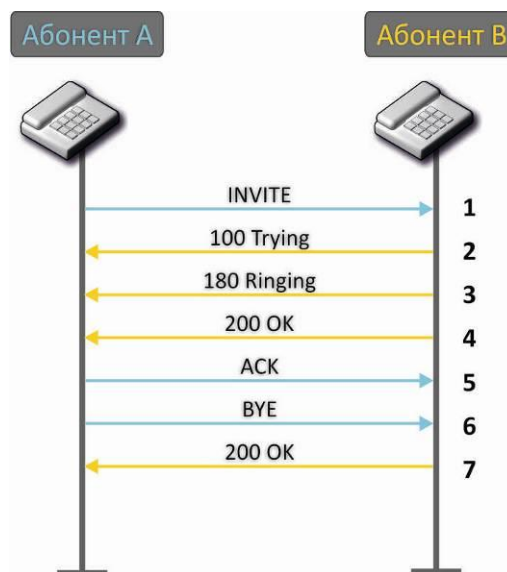 Абонент А
Абонент В
INVITE
1
100 Trying
2
180 Ringing
3
200 OK
4
ACK
5
BYE
6
200 OK
7